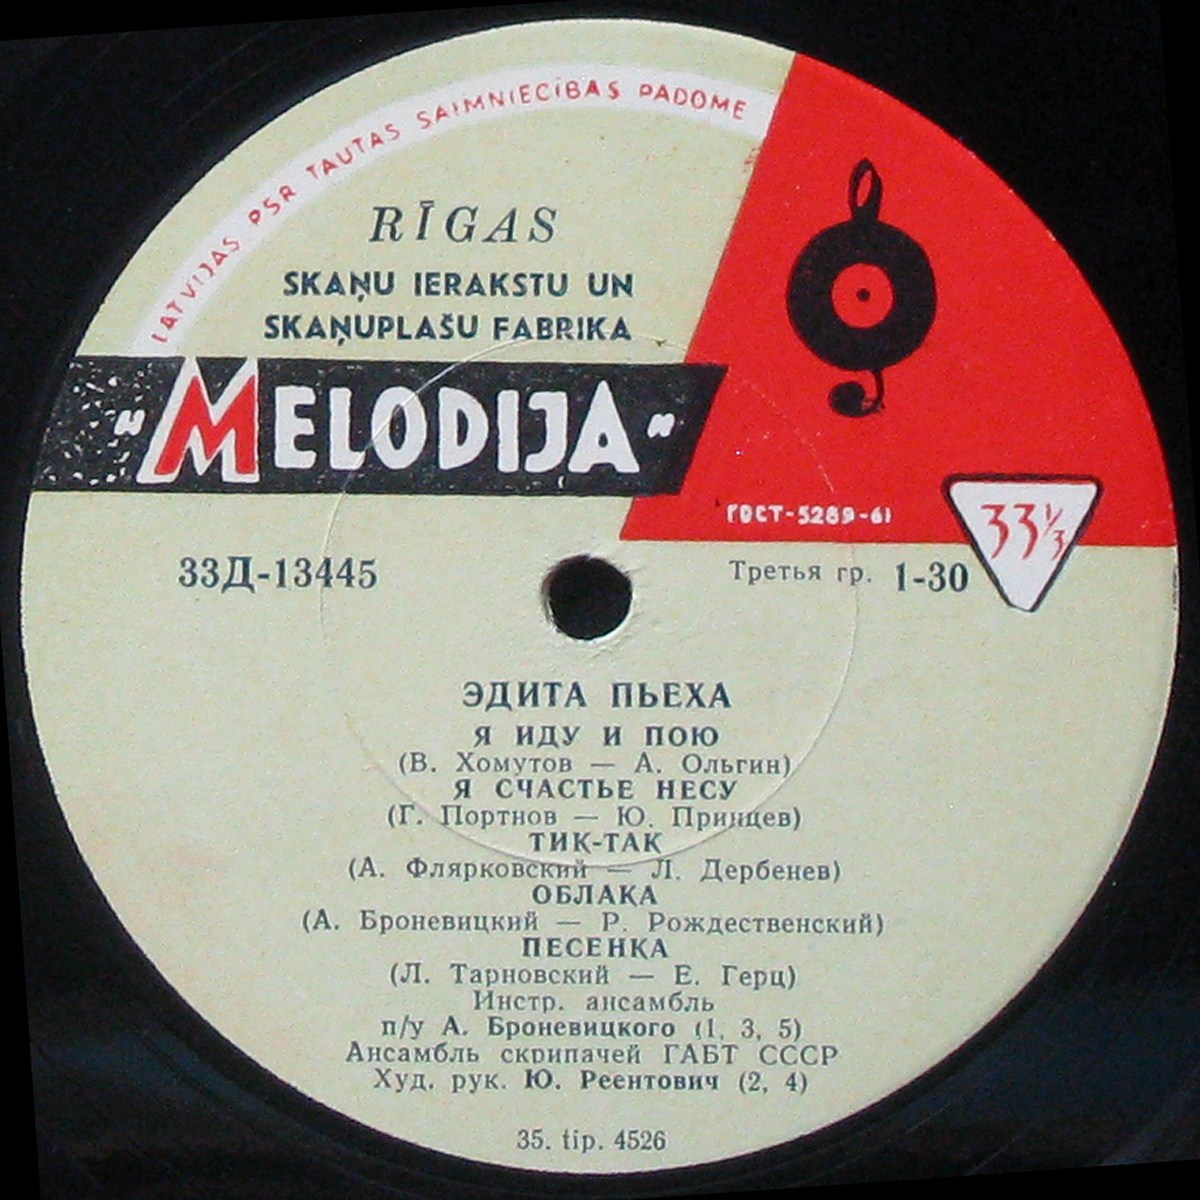 LATVIJAS PSR TAUTAS SAIMNIECĪBAS PADOME
RĪGAS
SKAŅU IERAKSTU UN
SKAŅUPLAŠU FABRIKA
"MELODIJA"
ГОСТ-5289-61
33⅓
33Д-13445
Третья гр. 1-30
ЭДИТА ПЬЕХА
Я ИДУ И ПОЮ
(В. Хомутов — А. Ольгин)
Я СЧАСТЬЕ НЕСУ
(Г. Портнов — Ю. Принцев)
ТИК-ТАК
(А. Флярковский — Л. Дербенев)
ОБЛАКА
(А. Броневицкий — Р. Рождественский)
ПЕСЕНКА
(Л. Тарновский — Е. Герц)
Инстр. ансамбль
п/у А. Броневицкого (1, 3, 5)
Ансамбль скрипачей ГАБТ СССР
Худ. рук. Ю. Реентович (2, 4)
35. tip. 4526